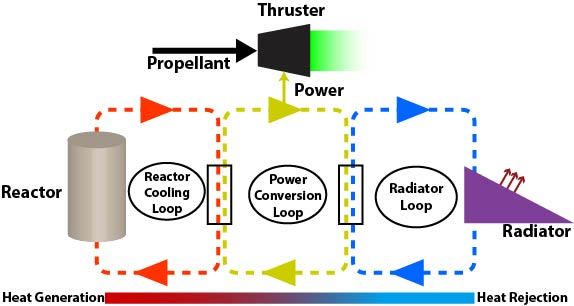 Thruster
Propellant
Power
Reactor
Reactor
Cooling
Loop
Power
Conversion
Loop
Radiator
Loop
Radiator
Heat Generation
Heat Rejection